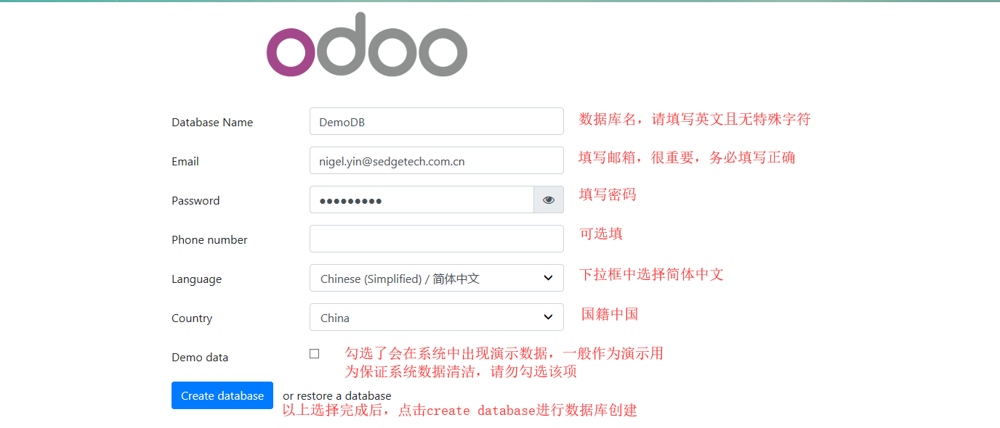 odoo
Database Name DemoDB 数据库名，请填写英文且无特殊字符
Email nigel.yin@sedgetech.com.cn 填写邮箱，很重要，务必填写正确
Password ●●●●●●●●● 填写密码
Phone number 可选填
Language Chinese (Simplified) / 简体中文 下拉框中选择简体中文
Country China 国籍中国
Demo data 勾选了会在系统中出现演示数据，一般作为演示用
为保证系统数据清洁，请勿勾选该项
Create database or restore a database
以上选择完成后，点击create database进行数据库创建